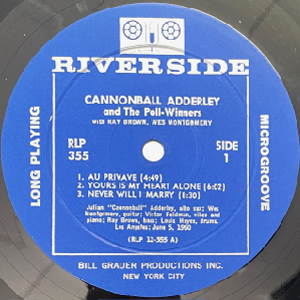 RIVERSIDE
LONG PLAYING
MICROGROOVE
CANNONBALL ADDERLEY
and The Poll-Winners
with RAY BROWN, WES MONTGOMERY
RLP
355
SIDE
1
1. AU PRIVAVE (4:49)
2. YOURS IS MY HEART ALONE (6:02)
3. NEVER WILL I MARRY (1:30)
Julian "Cannonball" Adderley, alto sax; Wes
Montgomery, guitar; Victor Feldman, vibes and
piano; Ray Brown, bass; Louis Hayes, drums.
Los Angeles; June 5, 1960
(RLP 12-355 A)
BILL GRAUER PRODUCTIONS INC.
NEW YORK CITY